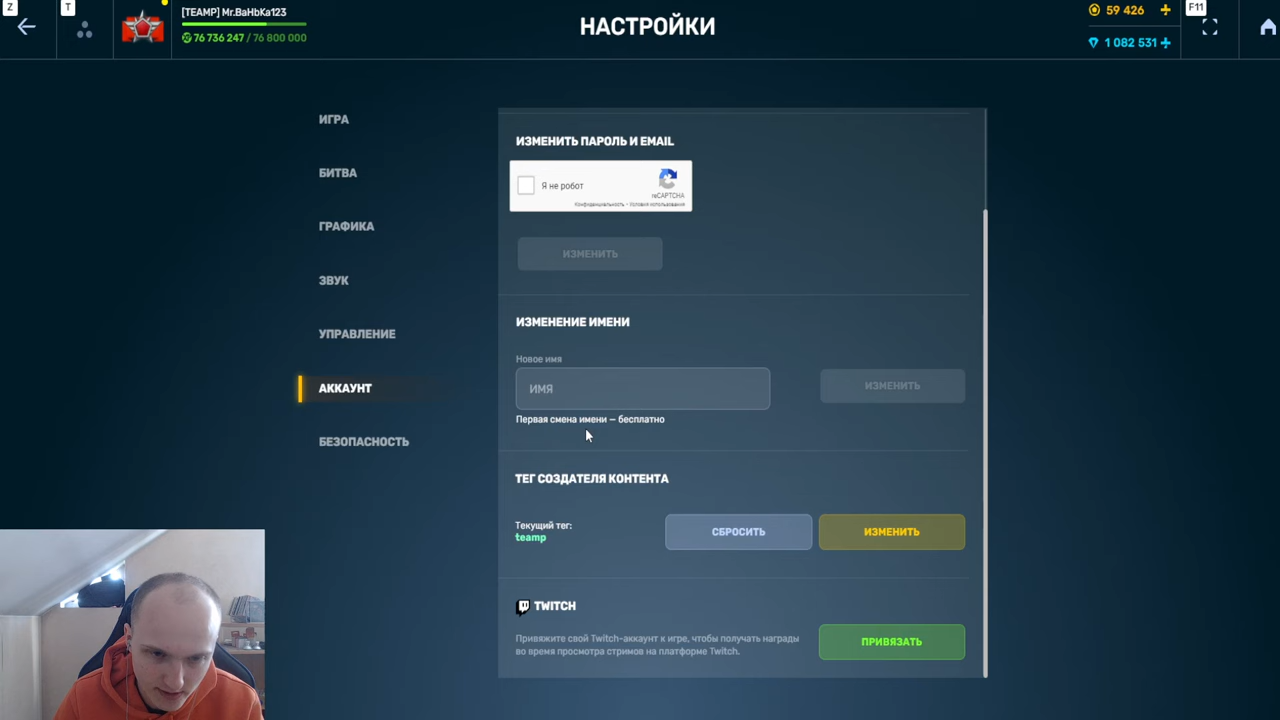 Z
T
[TEAMP] Mr.BaHbKa123
76 736 247 / 76 800 000
НАСТРОЙКИ
59 426
1 082 531
F11
ИГРА
БИТВА
ГРАФИКА
ЗВУК
УПРАВЛЕНИЕ
АККАУНТ
БЕЗОПАСНОСТЬ
ИЗМЕНИТЬ ПАРОЛЬ И EMAIL
Я не робот
reCAPTCHA
Конфиденциальность - Условия использования
ИЗМЕНИТЬ
ИЗМЕНЕНИЕ ИМЕНИ
Новое имя
ИМЯ
ИЗМЕНИТЬ
Первая смена имени – бесплатно
ТЕГ СОЗДАТЕЛЯ КОНТЕНТА
Текущий тег:
teamp
СБРОСИТЬ
ИЗМЕНИТЬ
TWITCH
Привяжите свой Twitch-аккаунт к игре, чтобы получать награды
во время просмотра стримов на платформе Twitch.
ПРИВЯЗАТЬ